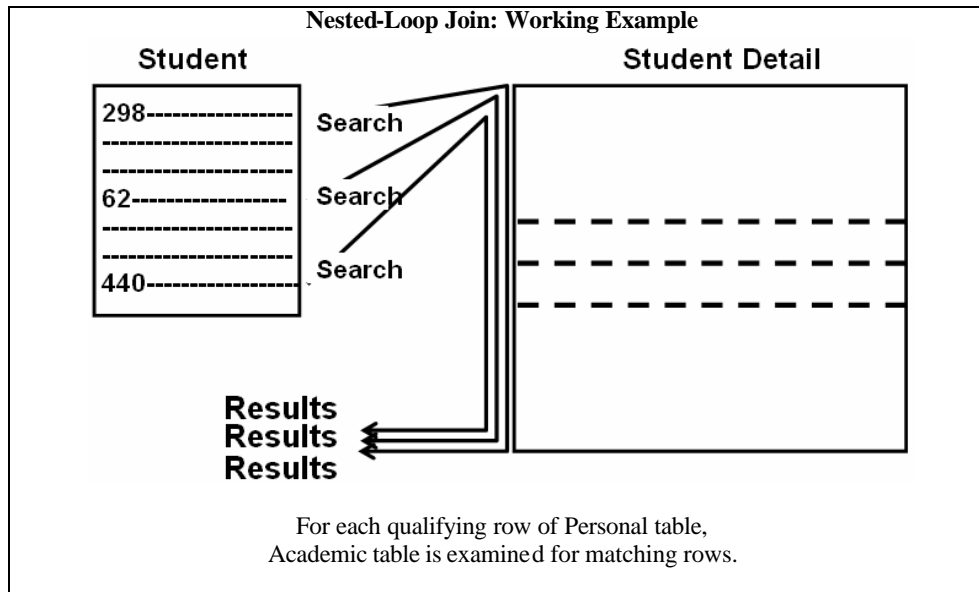 Nested-Loop Join: Working Example
Student
Student Detail
298--------------------
Search
62---------------------
Search
Search
440----------------------
Results
Results
Results
For each qualifying row of Personal table,
Academic table is examined for matching rows.